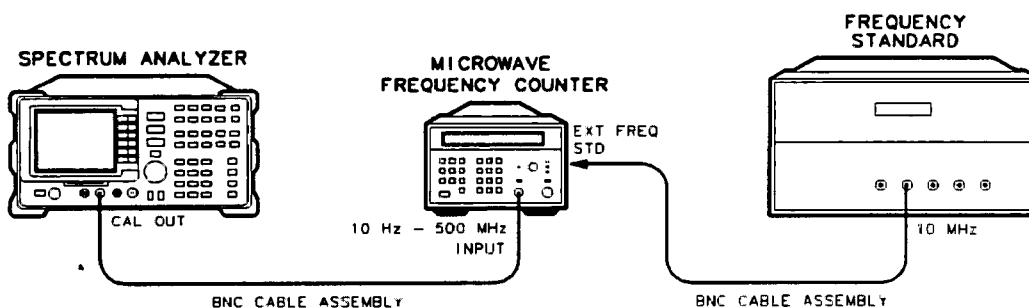 SPECTRUM ANALYZER
MICROWAVE
FREQUENCY COUNTER
FREQUENCY
STANDARD
EXT FREQ
STD
CAL OUT
10 Hz – 500 MHz
INPUT
10 MHz
BNC CABLE ASSEMBLY
BNC CABLE ASSEMBLY